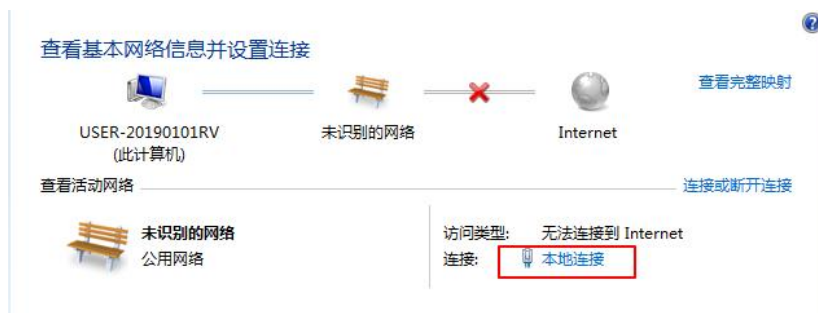 查看基本网络信息并设置连接
查看完整映射
USER-20190101RV
(此计算机)
未识别的网络
Internet
查看活动网络
连接或断开连接
未识别的网络
公用网络
访问类型: 无法连接到 Internet
连接: 本地连接